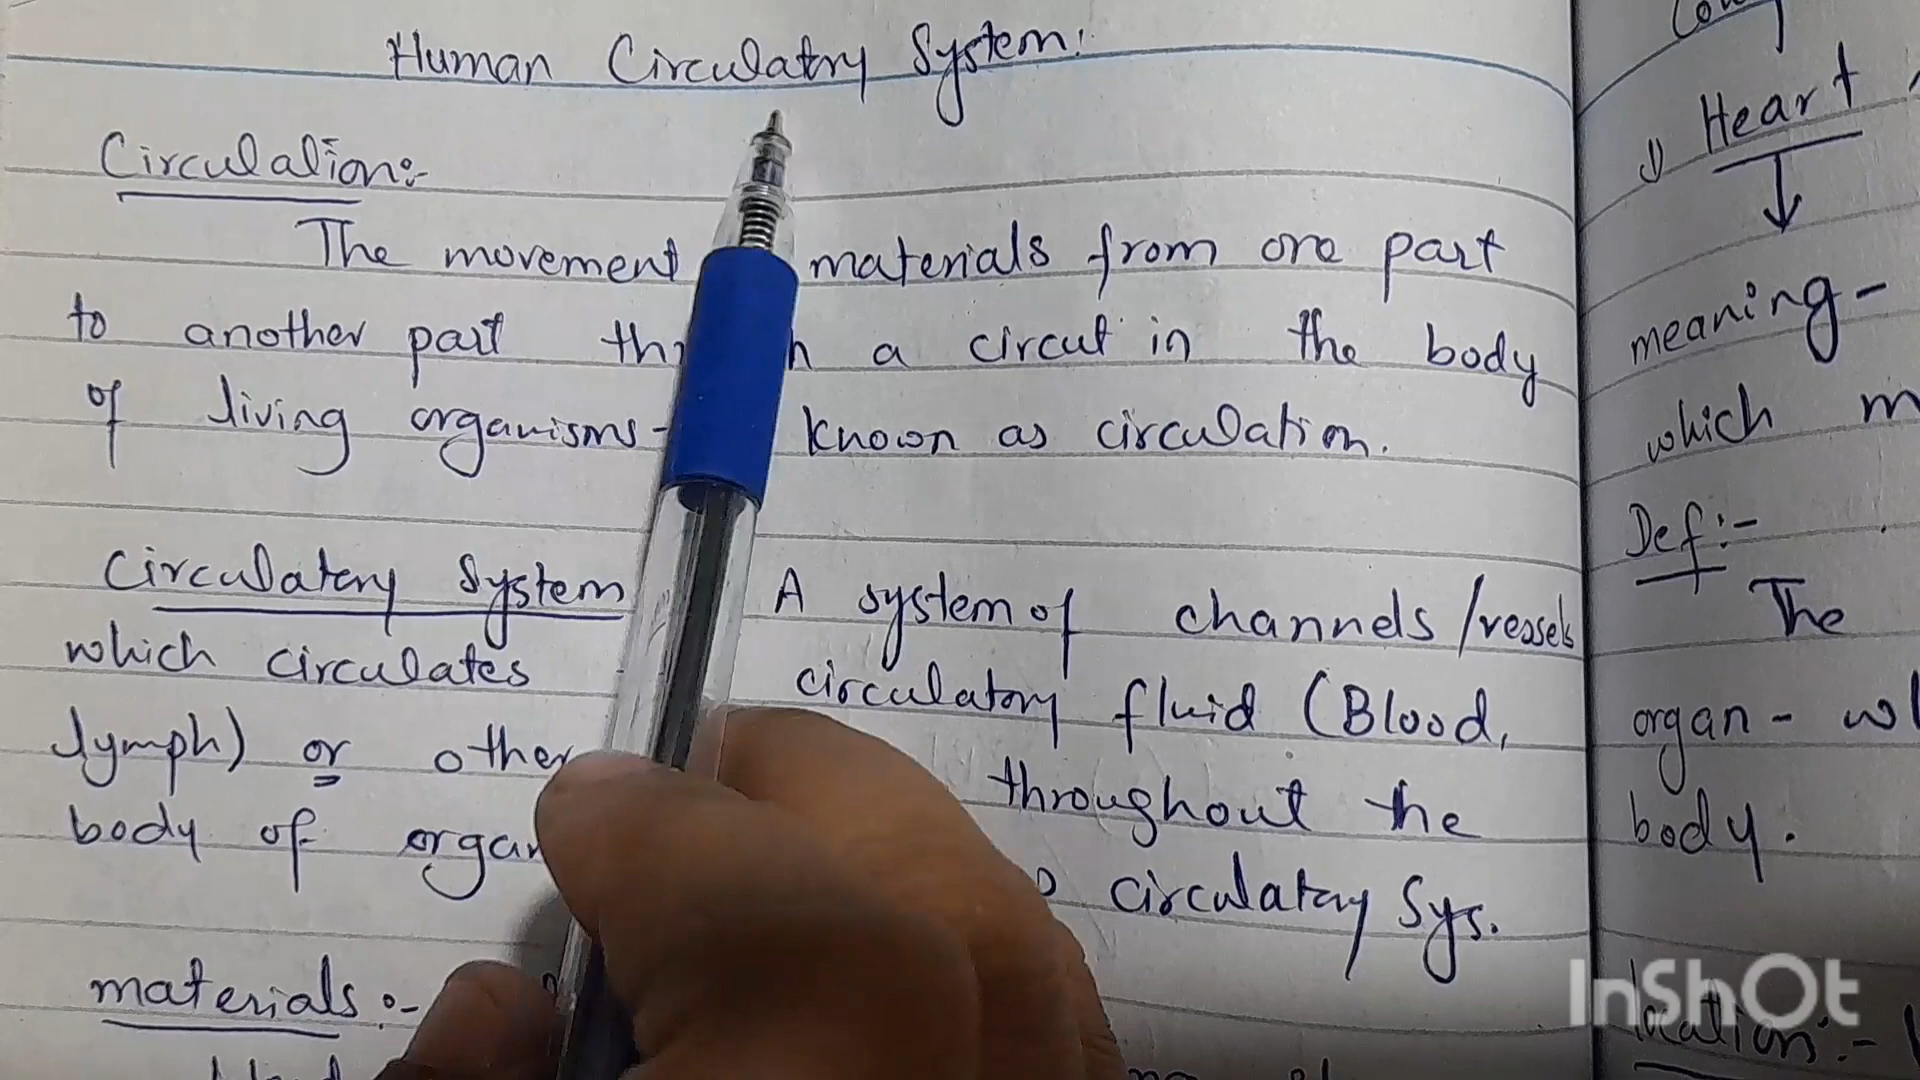 Human Circulatry System:
Circulation:-
The movement materials from one part
to another part a circut in the body
of living organisms- known as circulation.
Circulatory System A system of channels/vessels
which circulates circulatory fluid (Blood,
lymph) or other throughout the
body of circulatory Sys.
materials:-
1) Heart
meaning-
which
Def:-
The
organ-
body.
location:-
InShOt